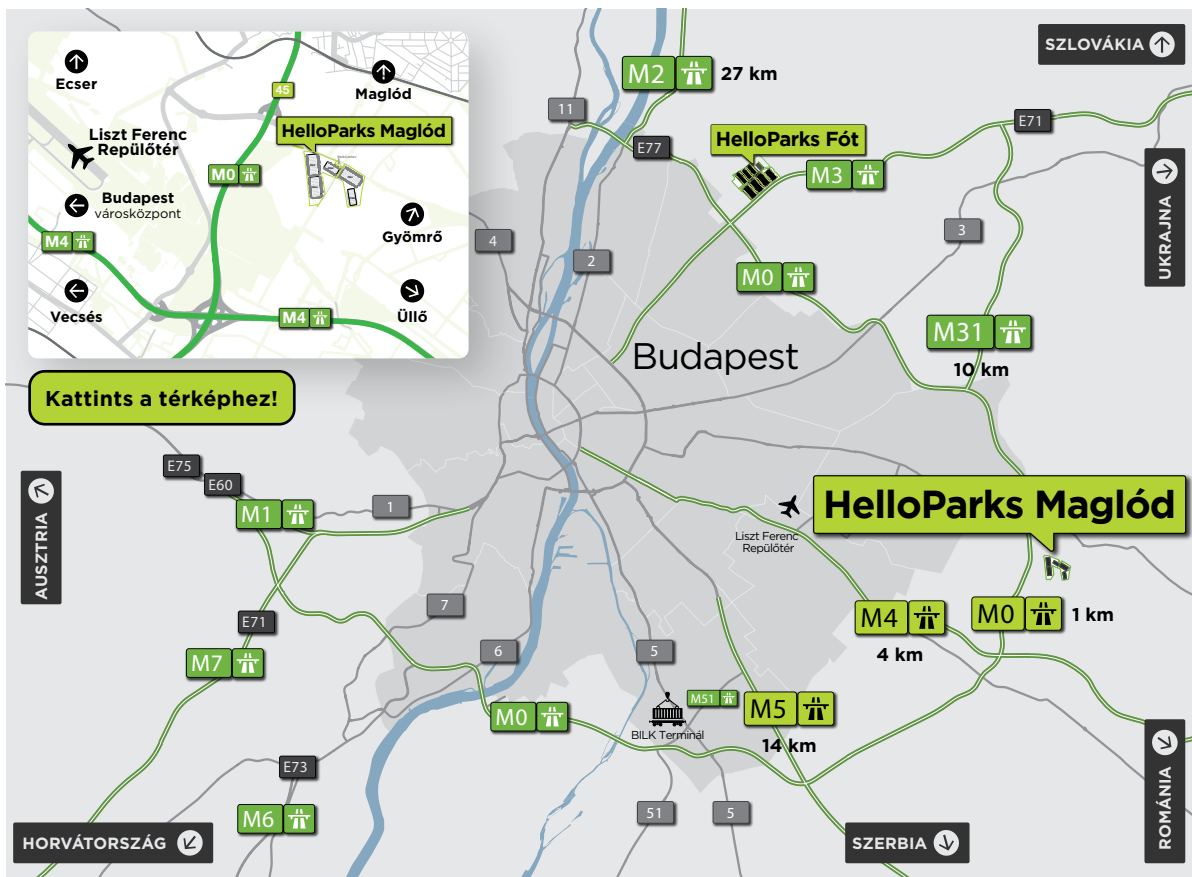 Ecser
Maglód
45
HelloParks Maglód
Liszt Ferenc
Repülőtér
M0
Budapest
városközpont
Gyömrő
M4
Vecsés
M4
Üllő
Kattints a térképhez!
SZLOVÁKIA
M2
27 km
11
E77
HelloParks Fót
M3
E71
UKRAJNA
4
2
3
M0
Budapest
M31
10 km
E75
E60
M1
1
AUSZTRIA
HelloParks Maglód
Liszt Ferenc
Repülőtér
7
E71
M7
6
5
M4
4 km
M0
1 km
M0
M51
BILK Terminál
M5
14 km
E73
M6
51
5
HORVÁTORSZÁG
SZERBIA
ROMÁNIA